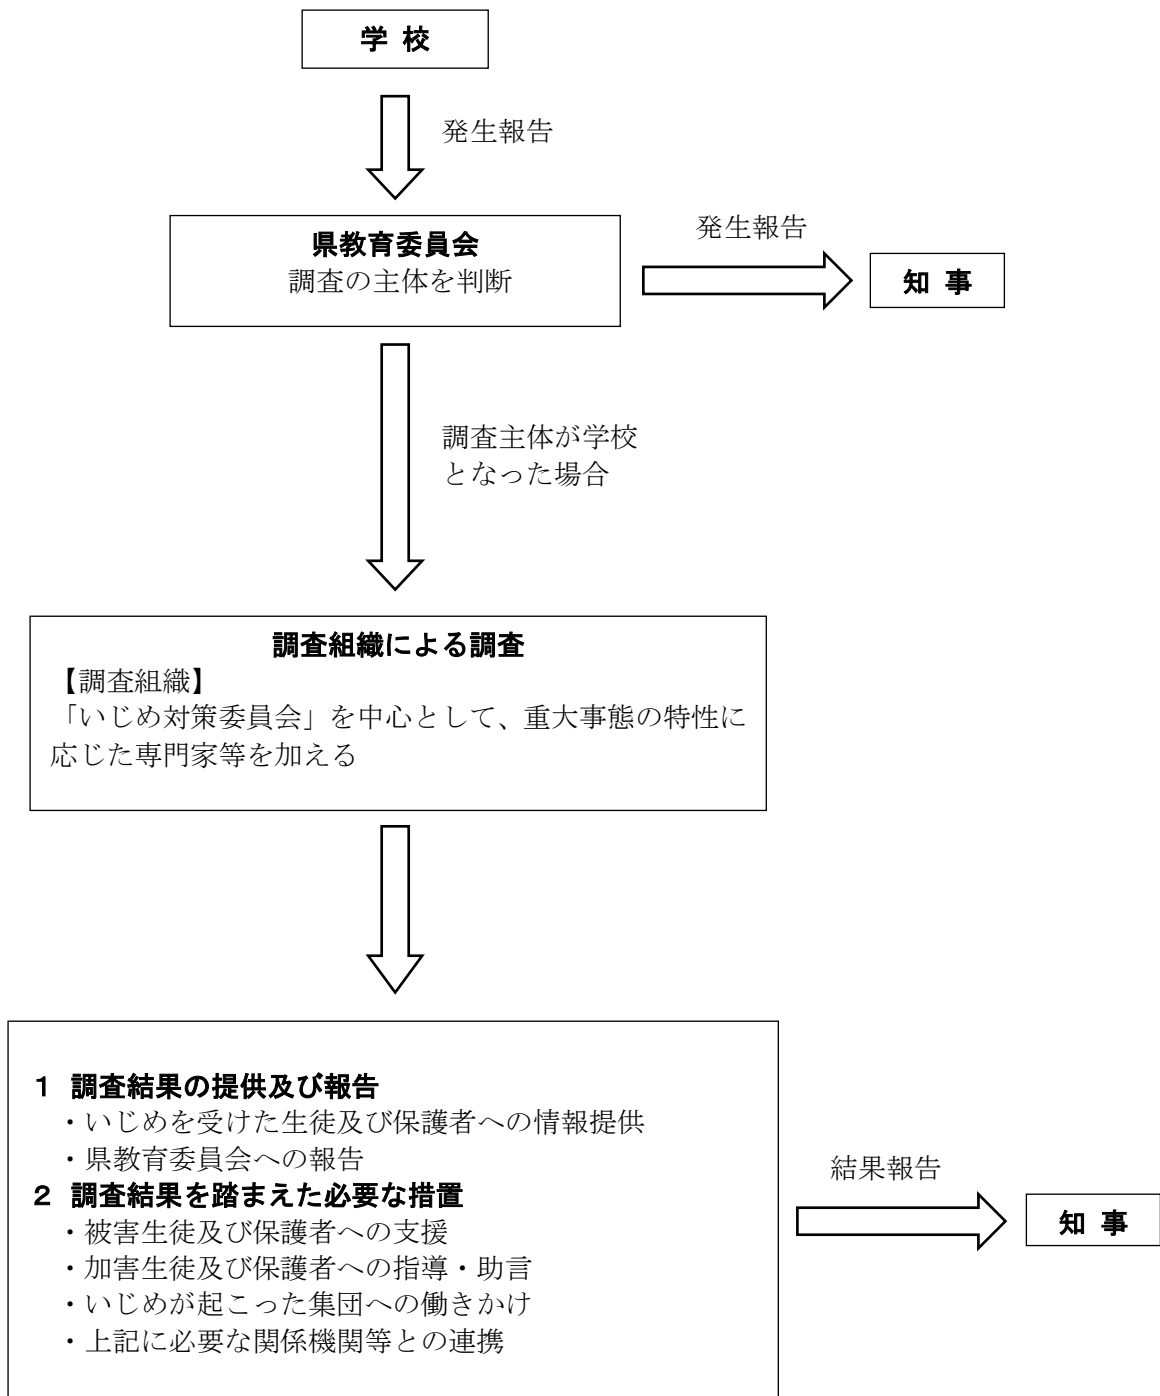 学 校
発生報告
県教育委員会
調査の主体を判断
発生報告
知 事
調査主体が学校
となった場合
調査組織による調査
【調査組織】
「いじめ対策委員会」を中心として、重大事態の特性に
応じた専門家等を加える
１ 調査結果の提供及び報告
・いじめを受けた生徒及び保護者への情報提供
・県教育委員会への報告
２ 調査結果を踏まえた必要な措置
・被害生徒及び保護者への支援
・加害生徒及び保護者への指導・助言
・いじめが起こった集団への働きかけ
・上記に必要な関係機関等との連携
結果報告
知 事